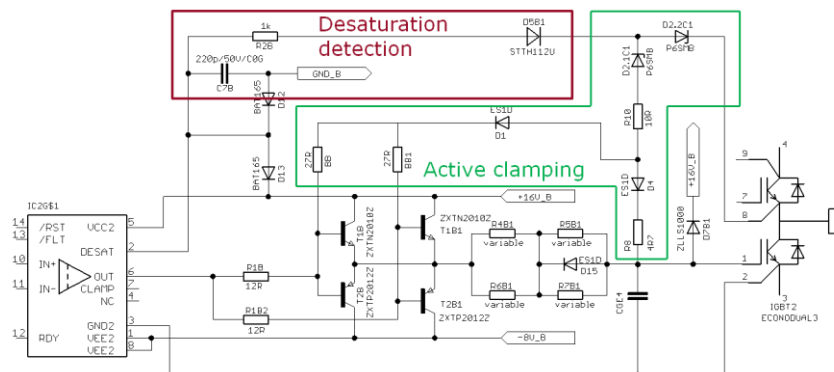 Desaturation
detection
1k
R2B
D5B1
STTH112U
D2.2C1
P6SMB
220p/50V/C0G
C7B
GND_B
BAT165
D12
D2.1C1
P6SMB
ES1D
D1
R10
10R
27R
BB
27R
BB1
Active clamping
BAT165
D13
ES1D
D4
+16V_B
+16V_B
R8
4R7
ZLLS1000
D7B1
IC2G$1
14
/RST
VCC2
5
13
/FLT
DESAT
2
10
IN+
OUT
6
11
IN-
CLAMP
7
NC
4
GND2
3
12
RDY
VEE2
1
VEE2
8
R1B
12R
R1B2
12R
ZXTN2010Z
T1B
ZXTN2010Z
T1B1
ZXTP2012Z
T2B
T2B1
ZXTP2012Z
R4B1
variable
R5B1
variable
ES1D
D15
R6B1
variable
R7B1
variable
-8V_B
CGE4
9
4
7
8
1
2
3
IGBT2
ECONODUAL3